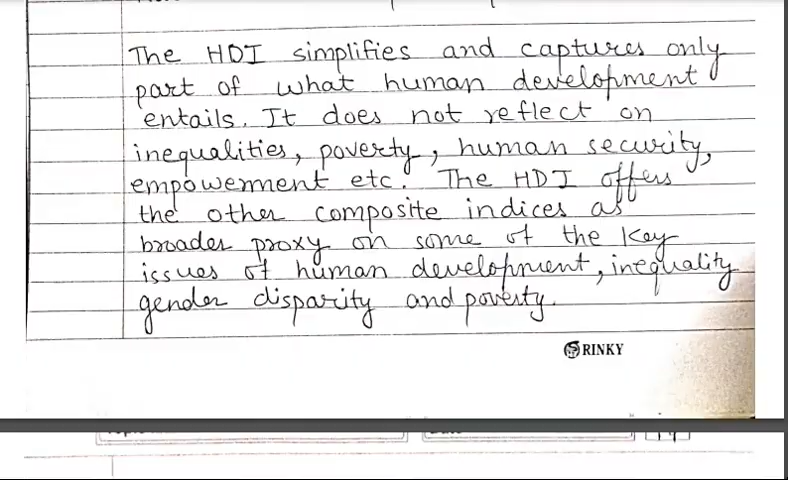 The HDI simplifies and captures only
part of what human development
entails. It does not reflect on
inequalities, poverty, human security,
empowerment etc. The HDI offers
the other composite indices as
broader proxy on some of the key
issues of human development, inequality
gender disparity and poverty.
RINKY